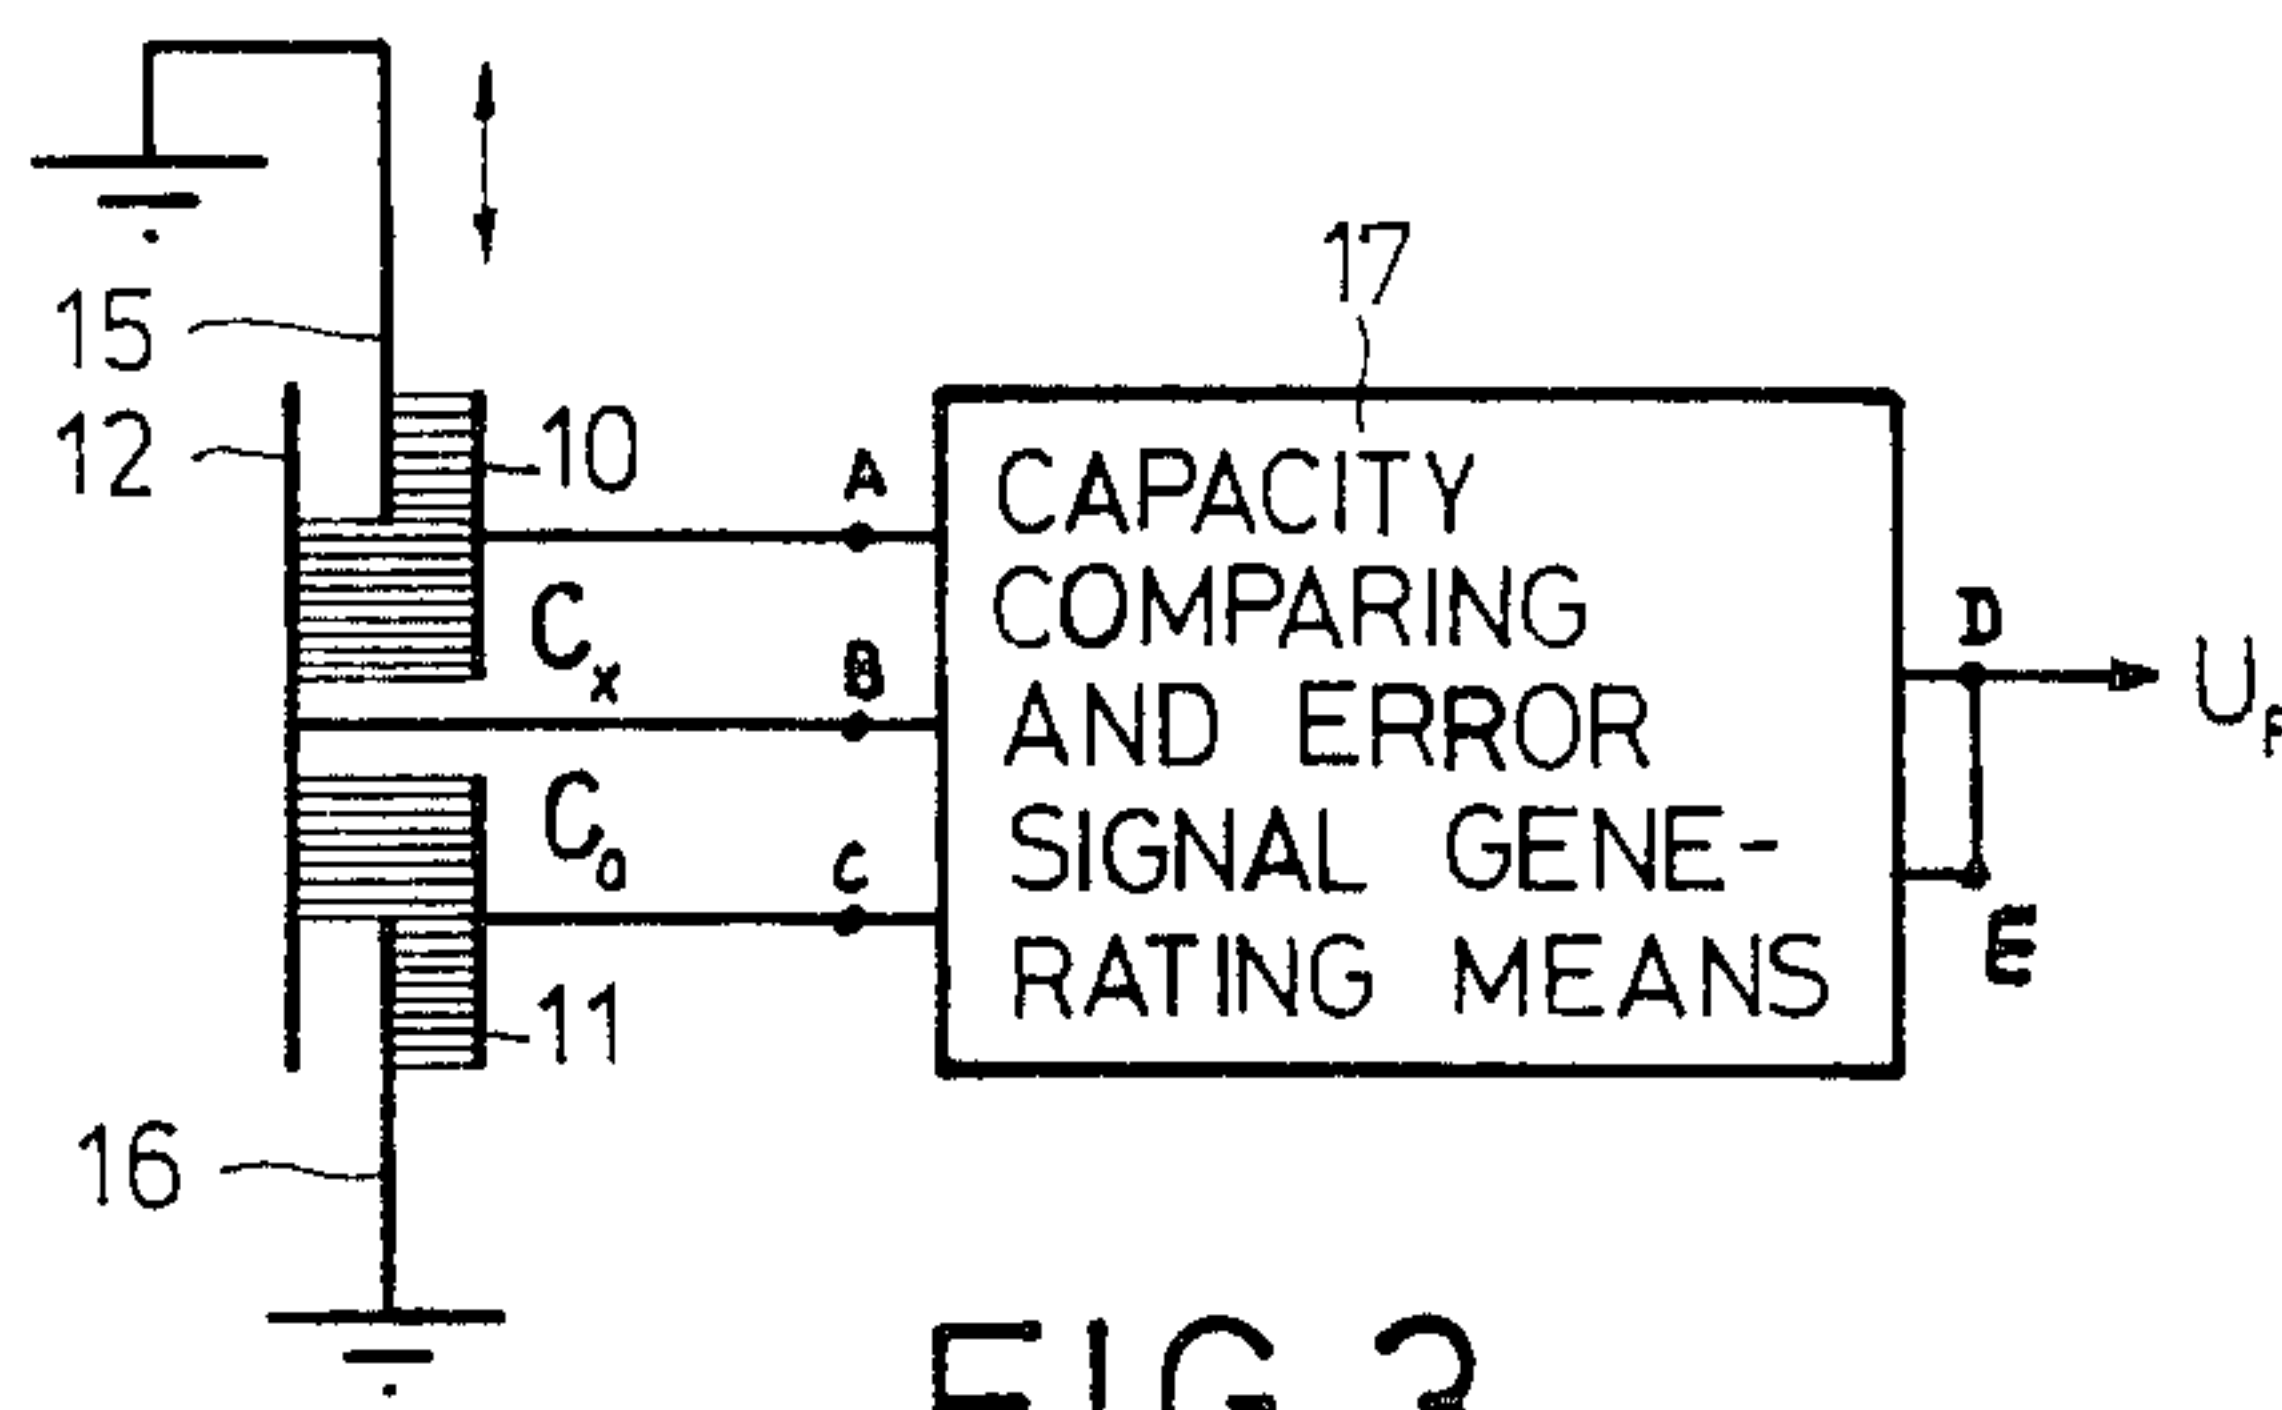 15
12
10
17
A
Cx
B
C0
C
11
16
CAPACITY
COMPARING
AND ERROR
SIGNAL GENE-
RATING MEANS
D
E